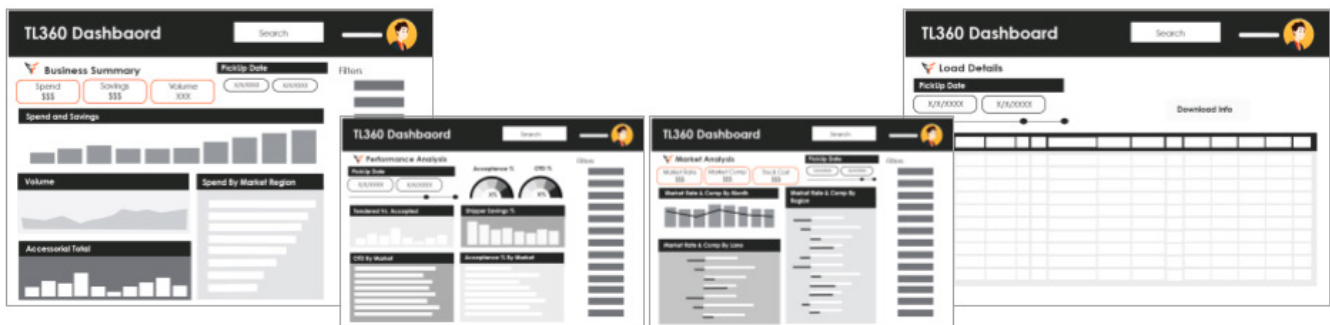 TL360 Dashbaord
Search
Business Summary
PickUp Date
Filters
Spend
$$$
Savings
$$$
Volume
XXX
X/X/XXXX
X/X/XXXX
Spend and Savings
Volume
Spend By Market Region
Accessorial Total
TL360 Dashbaord
Search
Performance Analysis
PickUp Date
X/X/XXXX
X/X/XXXX
Acceptance %
OTD %
X%
X%
Filters
Tendered Vs. Accepted
Shipper Savings %
OTD By Market
Acceptance % By Market
TL360 Dashboard
Search
Market Analysis
PickUp Date
Filters
Market Rate
$$$
Market Comp
$$$
Truck Cost
$$$
Market Rate & Comp By Month
Market Rate & Comp By
Region
Market Rate & Comp By Lane
TL360 Dashboard
Search
Load Details
PickUp Date
X/X/XXXX
X/X/XXXX
Download Info